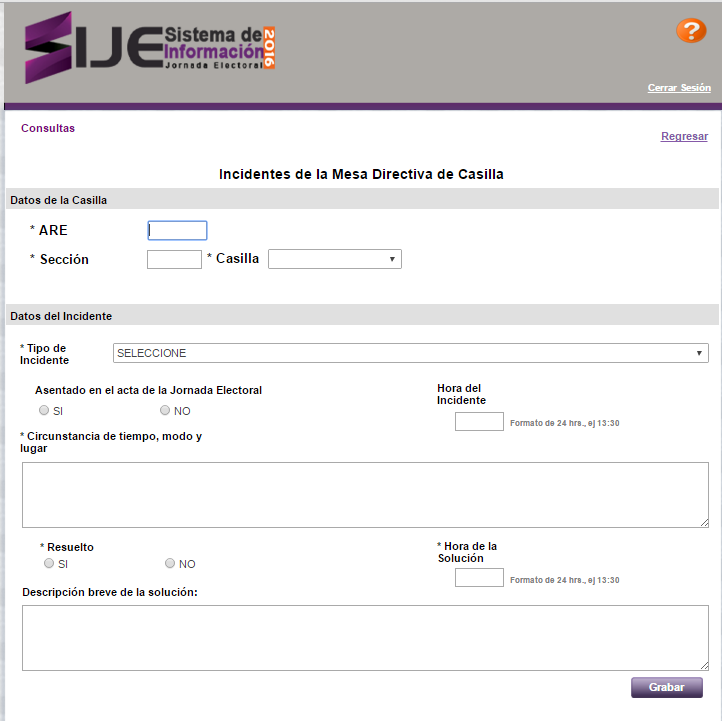 SIJE Sistema de
Información
Jornada Electoral
2016
?
Cerrar Sesión
Consultas
Regresar
Incidentes de la Mesa Directiva de Casilla
Datos de la Casilla
* ARE
* Sección * Casilla
Datos del Incidente
* Tipo de
Incidente
SELECCIONE
Asentado en el acta de la Jornada Electoral
SI NO
Hora del
Incidente
Formato de 24 hrs., ej 13:30
* Circunstancia de tiempo, modo y
lugar
* Resuelto
SI NO
* Hora de la
Solución
Formato de 24 hrs., ej 13:30
Descripción breve de la solución:
Grabar